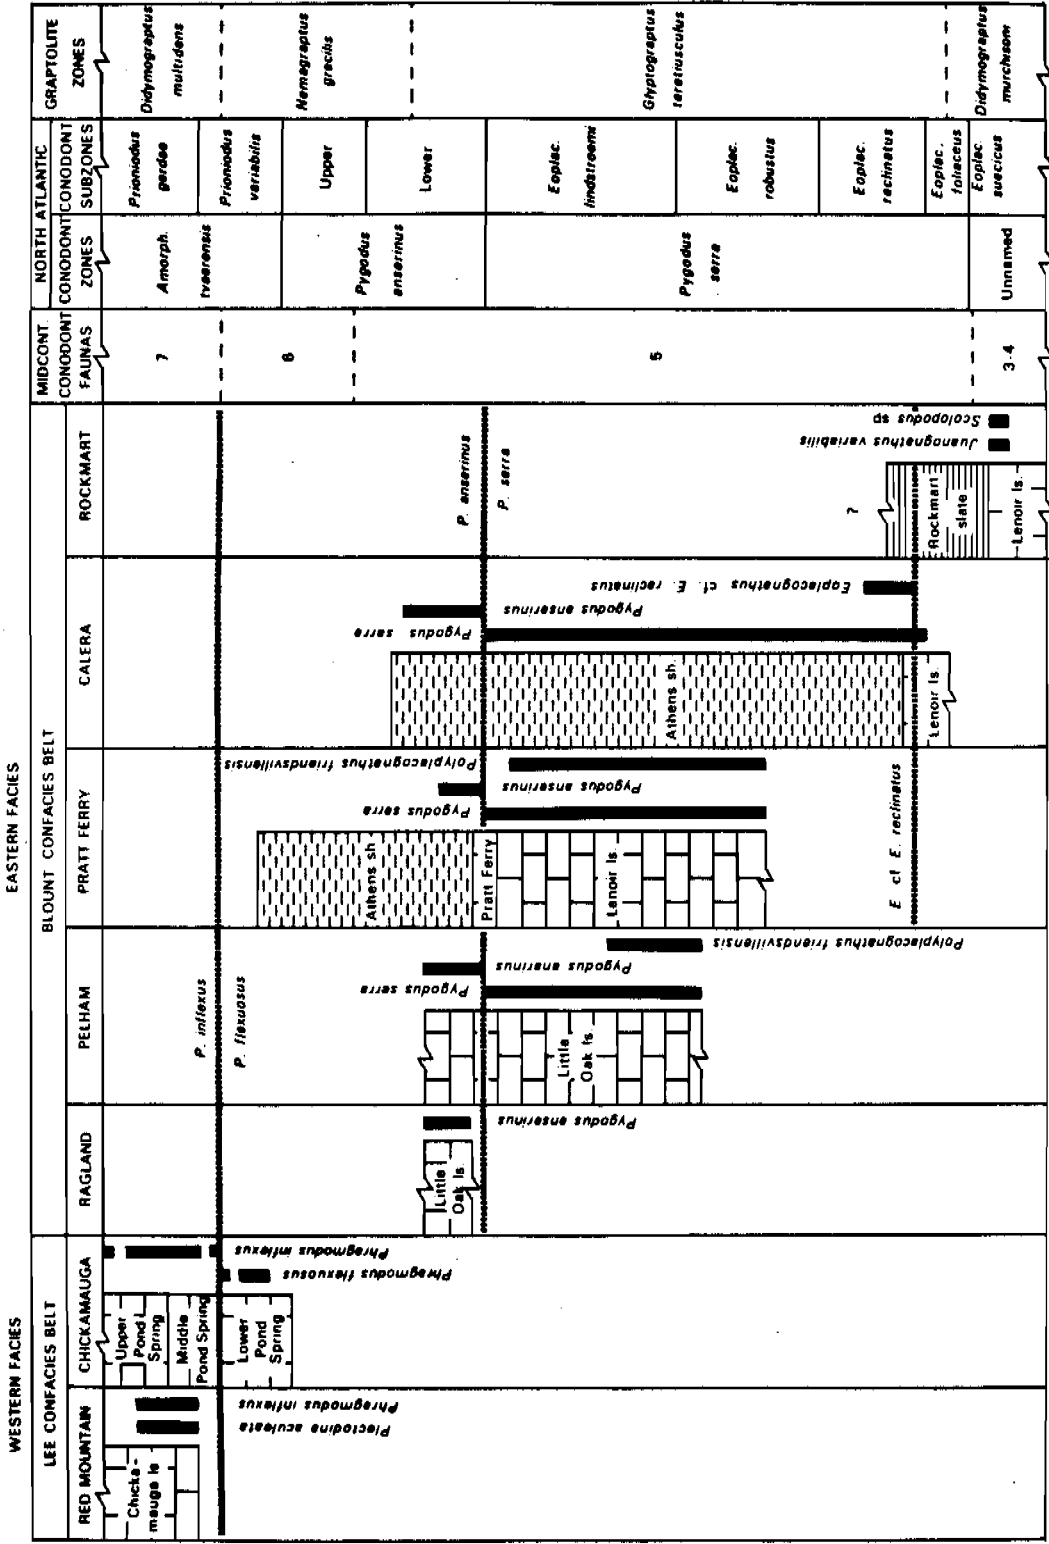 WESTERN FACIES
EASTERN FACIES
LEE CONFACIES BELT
BLOUNT CONFACIES BELT
MIDCONT.
CONODONT
FAUNAS
NORTH ATLANTIC
CONODONT
ZONES
CONODONT
SUBZONES
GRAPTOLITE
ZONES
RED MOUNTAIN
CHICKAMAUGA
RAGLAND
PELHAM
PRATT FERRY
CALERA
ROCKMART
Chicka-
mauga ls
Plectodina aculeata
Phragmodus inflexus
Upper
Pond
Spring
Middle
Pond Spring
Lower
Pond
Spring
Phragmodus flexuosus
Phragmodus inflexus
Little
Oak ls.
Pygodus anserinus
P. inflexus
P. flexuosus
Little
Oak ls.
Pygodus serra
Pygodus anerinus
Polyplacognathus friendsvillensis
Athens sh
Pratt Ferry
Lenoir ls.
Pygodus serra
Pygodus anserinus
Polyplacognathus friendsvillensis
E cf E. reclinatus
Athens sh.
Lenoir ls.
Pygodus serra
Pygodus anserinus
Eoplacognathus cf. E. reclinatus
P. anserinus
P. serra
?
Rockmart
slate
Lenoir ls.
Juanognathus variabilis
Scolopodus sp
7
6
5
3-4
Amorph.
tvaerensis
Pygodus
anserinus
Pygodus
serra
Unnamed
Prioniodus
gerdae
Prioniodus
variabilis
Upper
Lower
Eoplac.
lindstroemi
Eoplac.
robustus
Eoplac.
reclinatus
Eoplac.
foliaceus
Eoplac.
suecicus
Didymograptus
multidens
Nemagraptus
gracilis
Glyptograptus
teretiusculus
Didymograptus
murchisoni